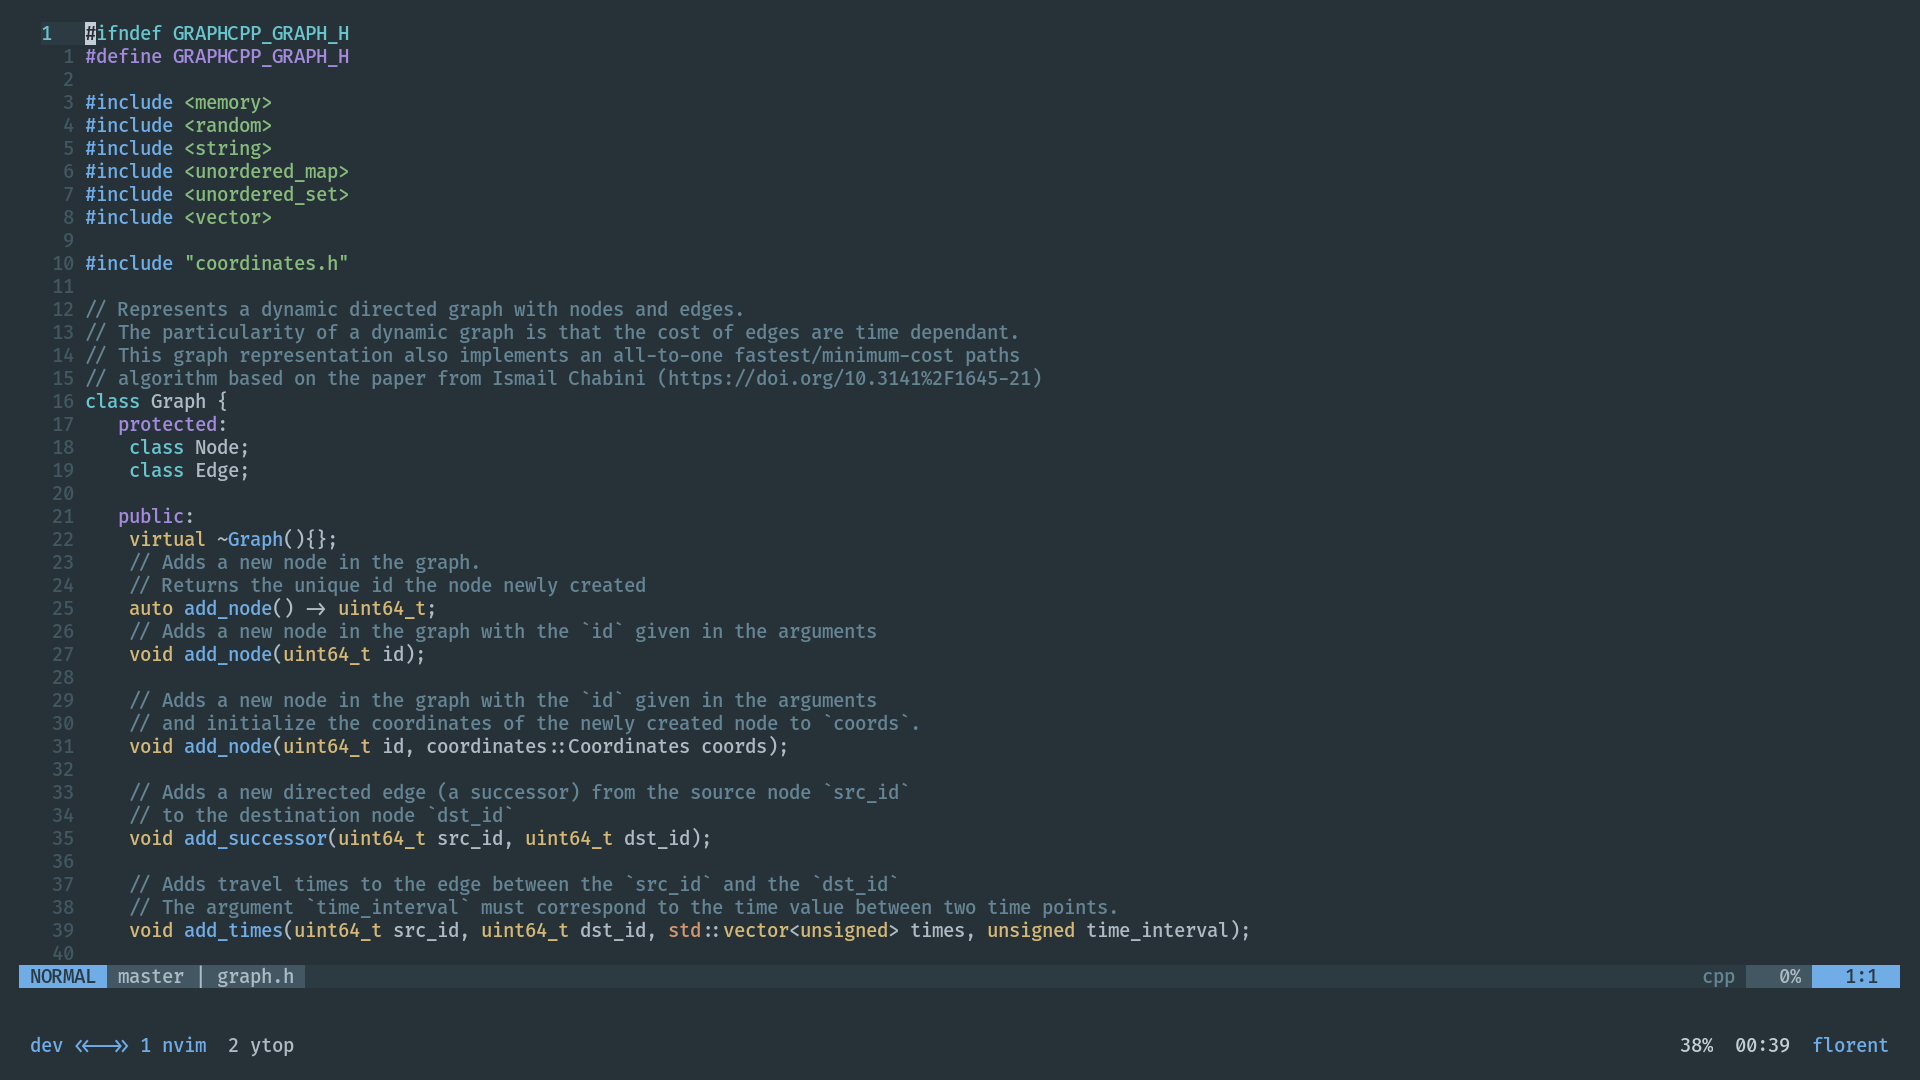 1   #ifndef GRAPHCPP_GRAPH_H
1 #define GRAPHCPP_GRAPH_H
2
3 #include <memory>
4 #include <random>
5 #include <string>
6 #include <unordered_map>
7 #include <unordered_set>
8 #include <vector>
9
10 #include "coordinates.h"
11
12 // Represents a dynamic directed graph with nodes and edges.
13 // The particularity of a dynamic graph is that the cost of edges are time dependant.
14 // This graph representation also implements an all-to-one fastest/minimum-cost paths
15 // algorithm based on the paper from Ismail Chabini (https://doi.org/10.3141%2F1645-21)
16 class Graph {
17    protected:
18     class Node;
19     class Edge;
20
21    public:
22     virtual ~Graph(){};
23     // Adds a new node in the graph.
24     // Returns the unique id the node newly created
25     auto add_node() -> uint64_t;
26     // Adds a new node in the graph with the `id` given in the arguments
27     void add_node(uint64_t id);
28
29     // Adds a new node in the graph with the `id` given in the arguments
30     // and initialize the coordinates of the newly created node to `coords`.
31     void add_node(uint64_t id, coordinates::Coordinates coords);
32
33     // Adds a new directed edge (a successor) from the source node `src_id`
34     // to the destination node `dst_id`
35     void add_successor(uint64_t src_id, uint64_t dst_id);
36
37     // Adds travel times to the edge between the `src_id` and the `dst_id`
38     // The argument `time_interval` must correspond to the time value between two time points.
39     void add_times(uint64_t src_id, uint64_t dst_id, std::vector<unsigned> times, unsigned time_interval);
40
NORMAL master | graph.h cpp 0% 1:1
dev <<-->> 1 nvim 2 ytop 38% 00:39 florent